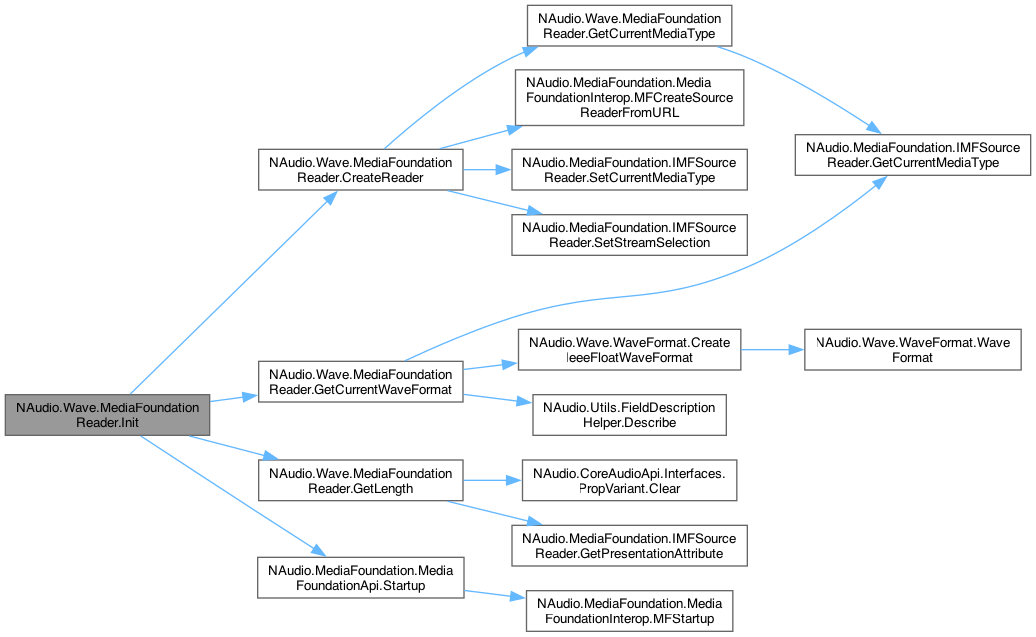 NAudio.Wave.MediaFoundation
Reader.Init
NAudio.Wave.MediaFoundation
Reader.CreateReader
NAudio.Wave.MediaFoundation
Reader.GetCurrentMediaType
NAudio.MediaFoundation.IMFSource
Reader.GetCurrentMediaType
NAudio.MediaFoundation.Media
FoundationInterop.MFCreateSource
ReaderFromURL
NAudio.MediaFoundation.IMFSource
Reader.SetCurrentMediaType
NAudio.MediaFoundation.IMFSource
Reader.SetStreamSelection
NAudio.Wave.MediaFoundation
Reader.GetCurrentWaveFormat
NAudio.Wave.WaveFormat.Create
IeeeFloatWaveFormat
NAudio.Wave.WaveFormat.Wave
Format
NAudio.Utils.FieldDescription
Helper.Describe
NAudio.Wave.MediaFoundation
Reader.GetLength
NAudio.CoreAudioApi.Interfaces.
PropVariant.Clear
NAudio.MediaFoundation.IMFSource
Reader.GetPresentationAttribute
NAudio.MediaFoundation.Media
FoundationApi.Startup
NAudio.MediaFoundation.Media
FoundationInterop.MFStartup